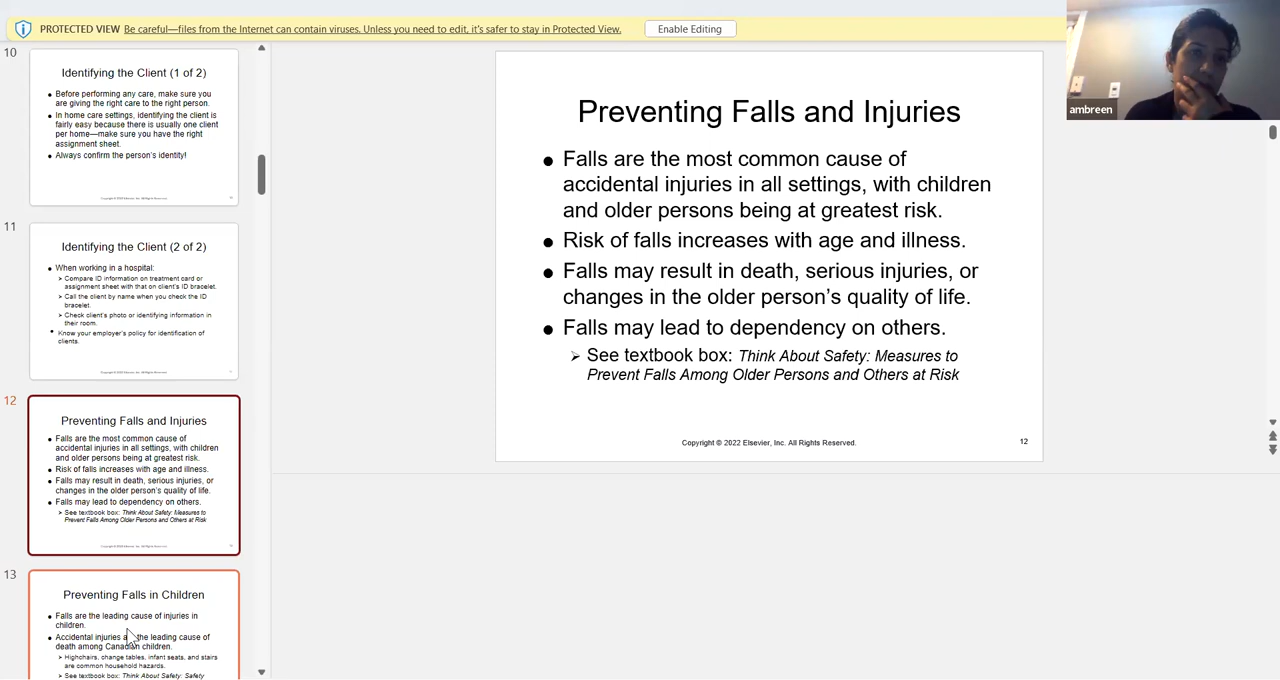 PROTECTED VIEW Be careful—files from the Internet can contain viruses. Unless you need to edit, it's safer to stay in Protected View. Enable Editing
10
Identifying the Client (1 of 2)
● Before performing any care, make sure you
are giving the right care to the right person.
● In home care settings, identifying the client is
fairly easy because there is usually one client
per home—make sure you have the right
assignment sheet.
● Always confirm the person's identity!
11
Identifying the Client (2 of 2)
● When working in a hospital:
➢ Compare ID information on treatment card or
assignment sheet with that on client's ID bracelet.
➢ Call the client by name when you check the ID
bracelet.
➢ Check client's photo or identifying information in
their room.
● Know your employer's policy for identification of
clients.
12
Preventing Falls and Injuries
● Falls are the most common cause of
accidental injuries in all settings, with children
and older persons being at greatest risk.
● Risk of falls increases with age and illness.
● Falls may result in death, serious injuries, or
changes in the older person's quality of life.
● Falls may lead to dependency on others.
➢ See textbook box: Think About Safety: Measures to
Prevent Falls Among Older Persons and Others at Risk
13
Preventing Falls in Children
● Falls are the leading cause of injuries in
children.
● Accidental injuries the leading cause of
death among children.
➢ Highchairs, change tables, infant seats, and stairs
are common household hazards.
➢ See textbook box: Think About Safety: Safety
Preventing Falls and Injuries
● Falls are the most common cause of
accidental injuries in all settings, with children
and older persons being at greatest risk.
● Risk of falls increases with age and illness.
● Falls may result in death, serious injuries, or
changes in the older person's quality of life.
● Falls may lead to dependency on others.
➢ See textbook box: Think About Safety: Measures to
Prevent Falls Among Older Persons and Others at Risk
Copyright © 2022 Elsevier, Inc. All Rights Reserved.
12
ambreen